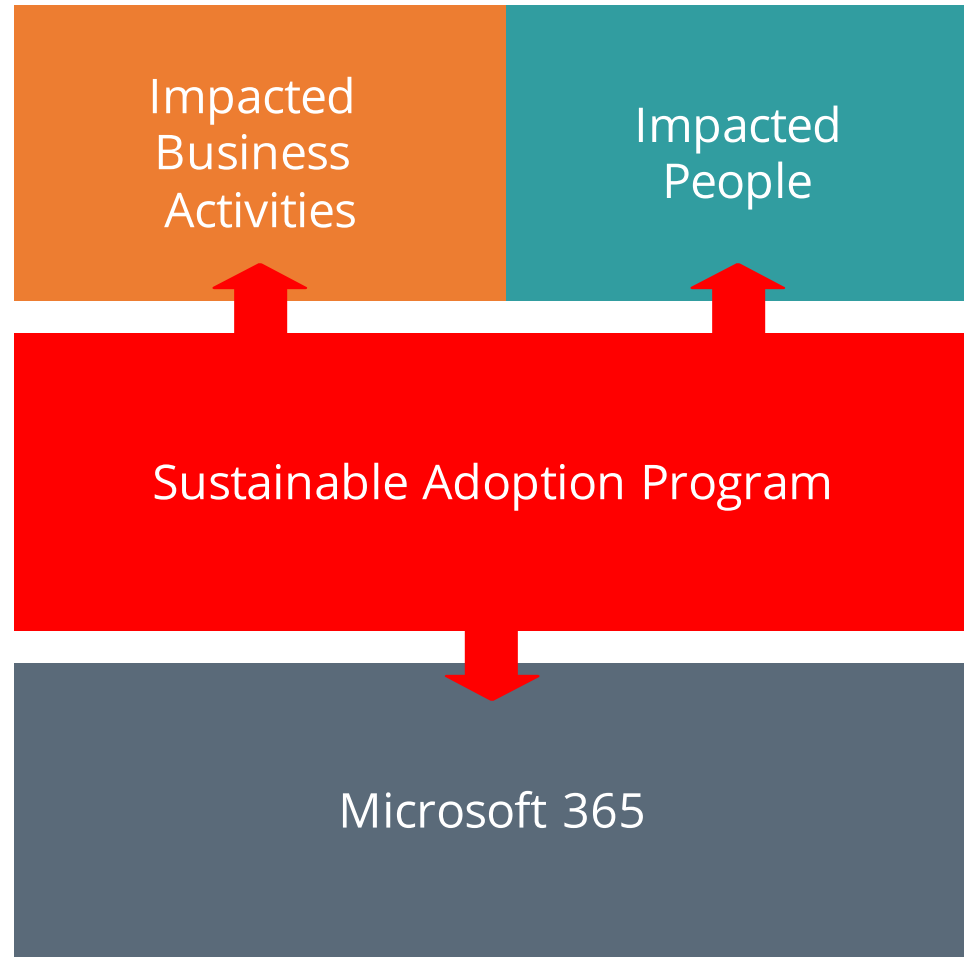 Impacted
Business
Activities
Impacted
People
Sustainable Adoption Program
Microsoft 365